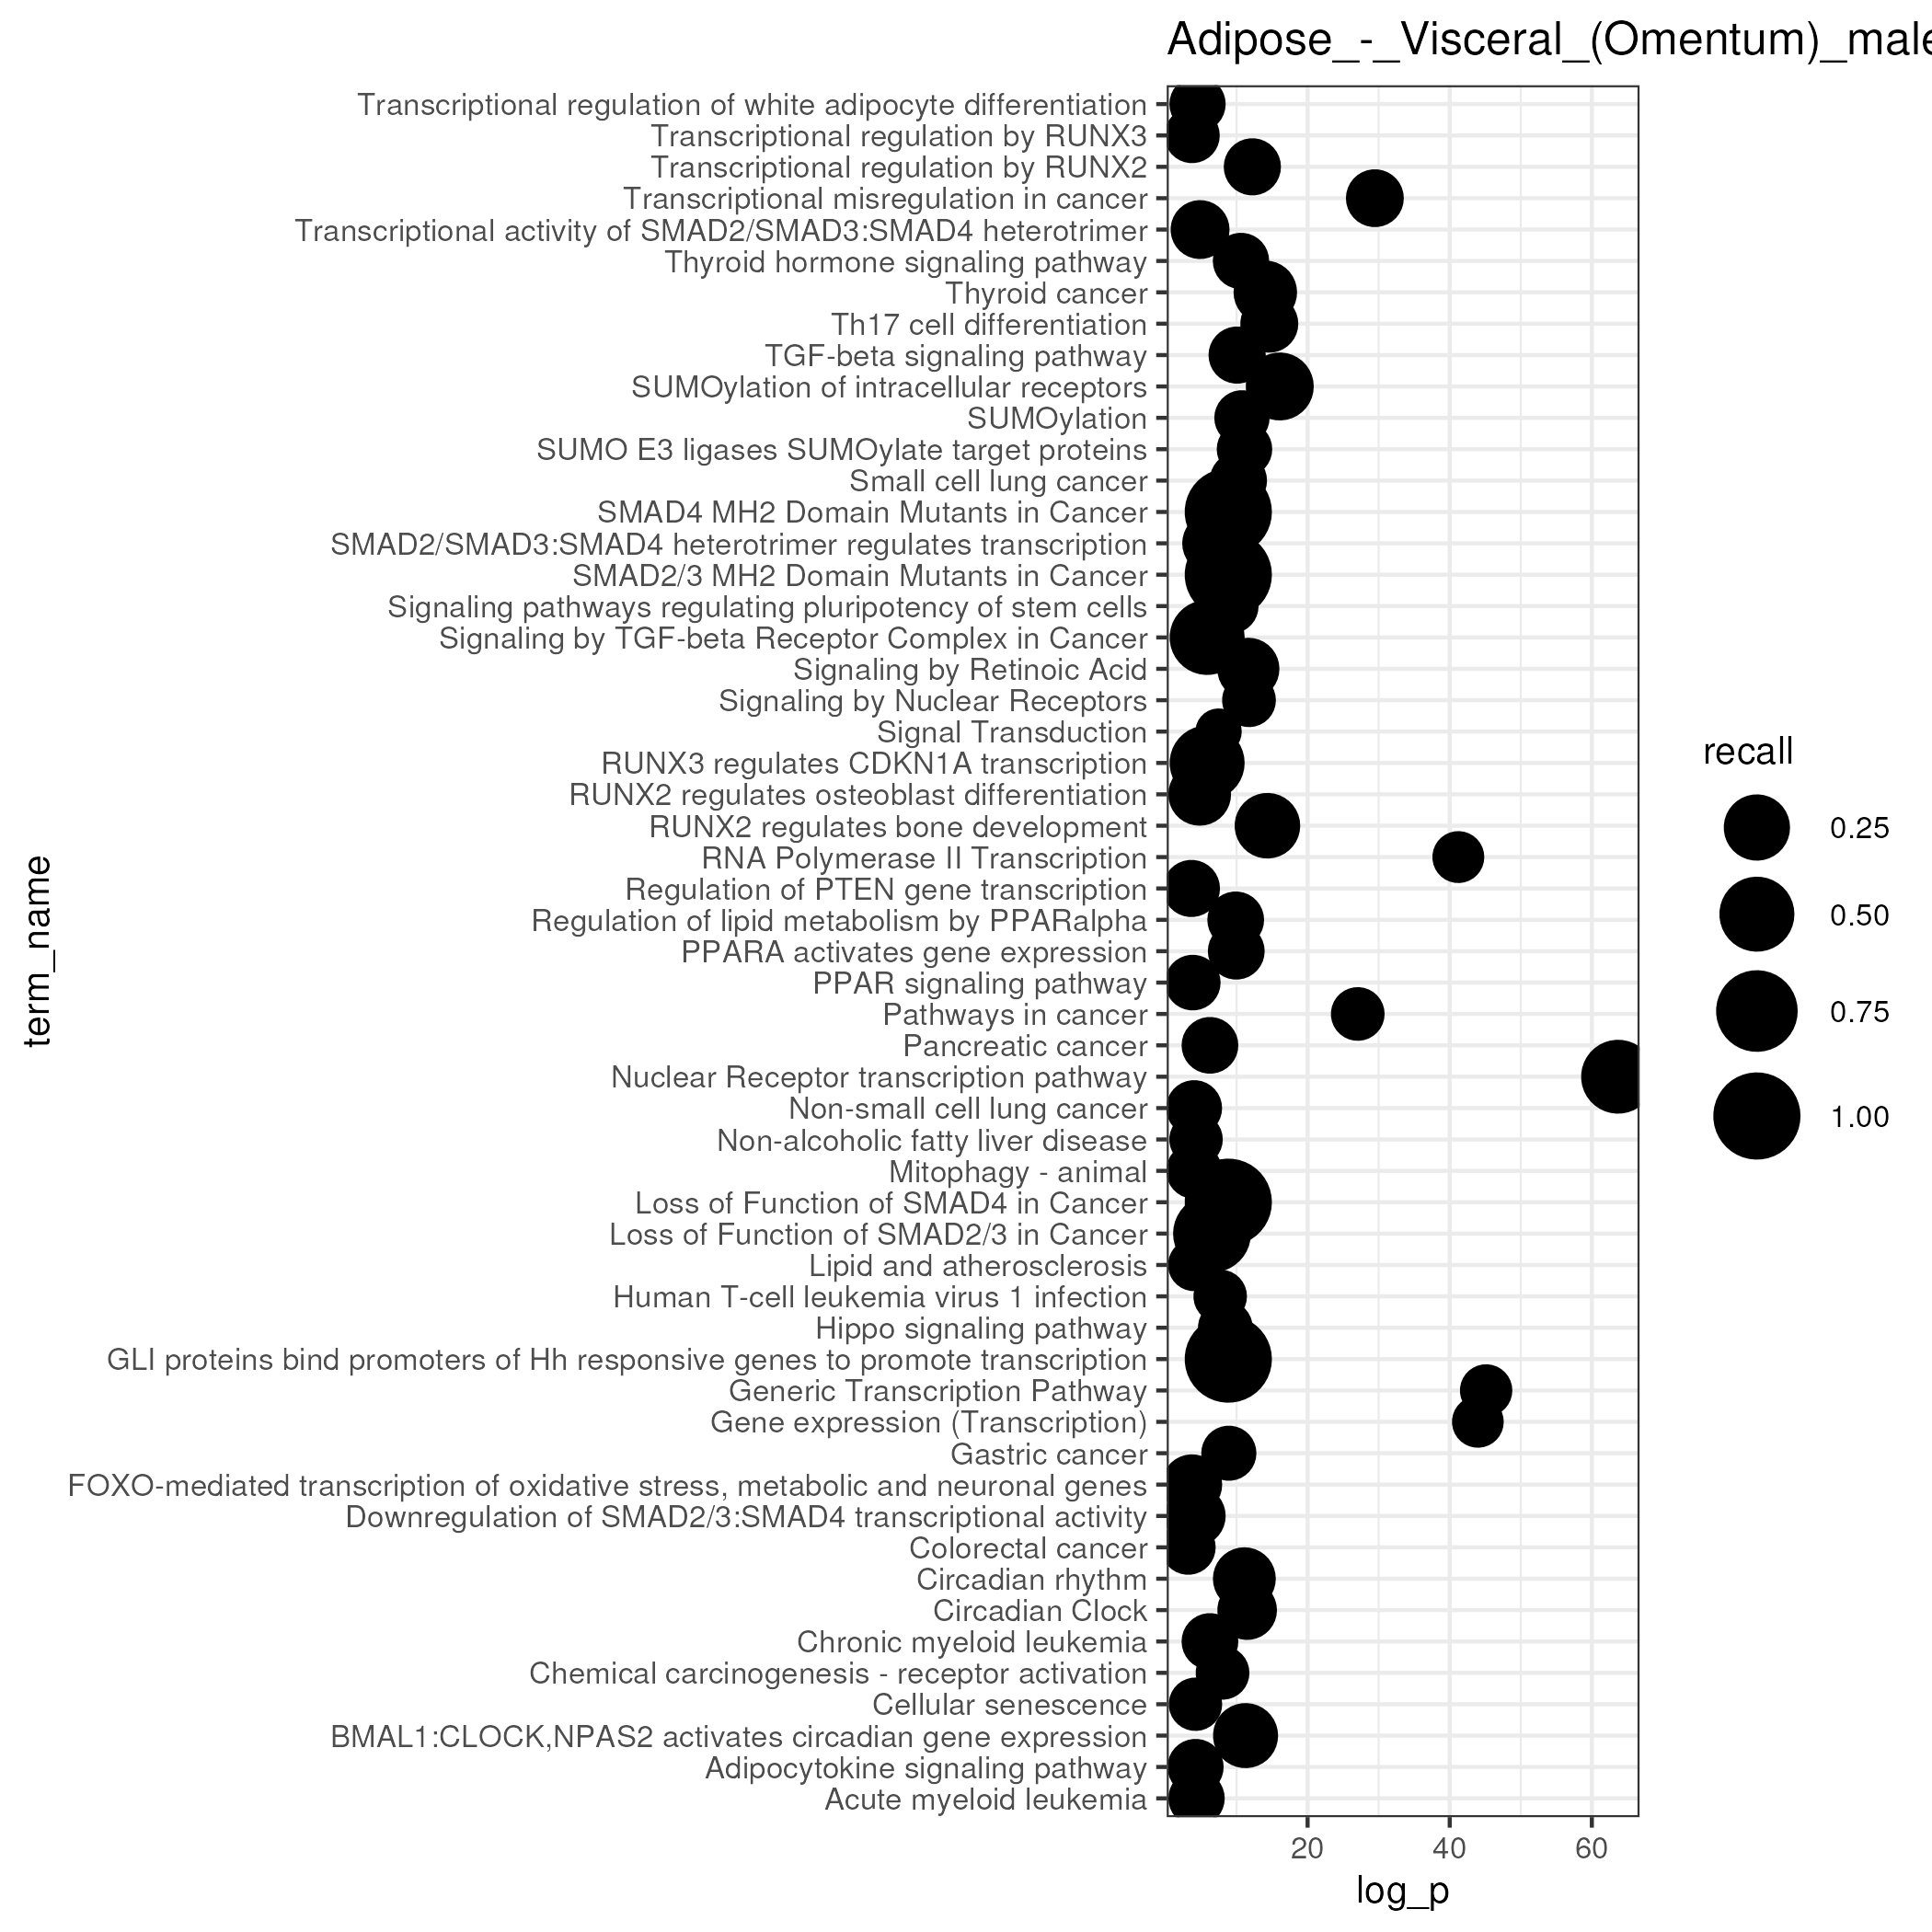 Adipose_-_Visceral_(Omentum)_male
Transcriptional regulation of white adipocyte differentiation
Transcriptional regulation by RUNX3
Transcriptional regulation by RUNX2
Transcriptional misregulation in cancer
Transcriptional activity of SMAD2/SMAD3:SMAD4 heterotrimer
Thyroid hormone signaling pathway
Thyroid cancer
Th17 cell differentiation
TGF-beta signaling pathway
SUMOylation of intracellular receptors
SUMOylation
SUMO E3 ligases SUMOylate target proteins
Small cell lung cancer
SMAD4 MH2 Domain Mutants in Cancer
SMAD2/SMAD3:SMAD4 heterotrimer regulates transcription
SMAD2/3 MH2 Domain Mutants in Cancer
Signaling pathways regulating pluripotency of stem cells
Signaling by TGF-beta Receptor Complex in Cancer
Signaling by Retinoic Acid
Signaling by Nuclear Receptors
Signal Transduction
RUNX3 regulates CDKN1A transcription
RUNX2 regulates osteoblast differentiation
RUNX2 regulates bone development
RNA Polymerase II Transcription
Regulation of PTEN gene transcription
Regulation of lipid metabolism by PPARalpha
PPARA activates gene expression
PPAR signaling pathway
Pathways in cancer
Pancreatic cancer
Nuclear Receptor transcription pathway
Non-small cell lung cancer
Non-alcoholic fatty liver disease
Mitophagy - animal
Loss of Function of SMAD4 in Cancer
Loss of Function of SMAD2/3 in Cancer
Lipid and atherosclerosis
Human T-cell leukemia virus 1 infection
Hippo signaling pathway
GLI proteins bind promoters of Hh responsive genes to promote transcription
Generic Transcription Pathway
Gene expression (Transcription)
Gastric cancer
FOXO-mediated transcription of oxidative stress, metabolic and neuronal genes
Downregulation of SMAD2/3:SMAD4 transcriptional activity
Colorectal cancer
Circadian rhythm
Circadian Clock
Chronic myeloid leukemia
Chemical carcinogenesis - receptor activation
Cellular senescence
BMAL1:CLOCK,NPAS2 activates circadian gene expression
Adipocytokine signaling pathway
Acute myeloid leukemia
term_name
20 40 60
log_p
recall
0.25
0.50
0.75
1.00